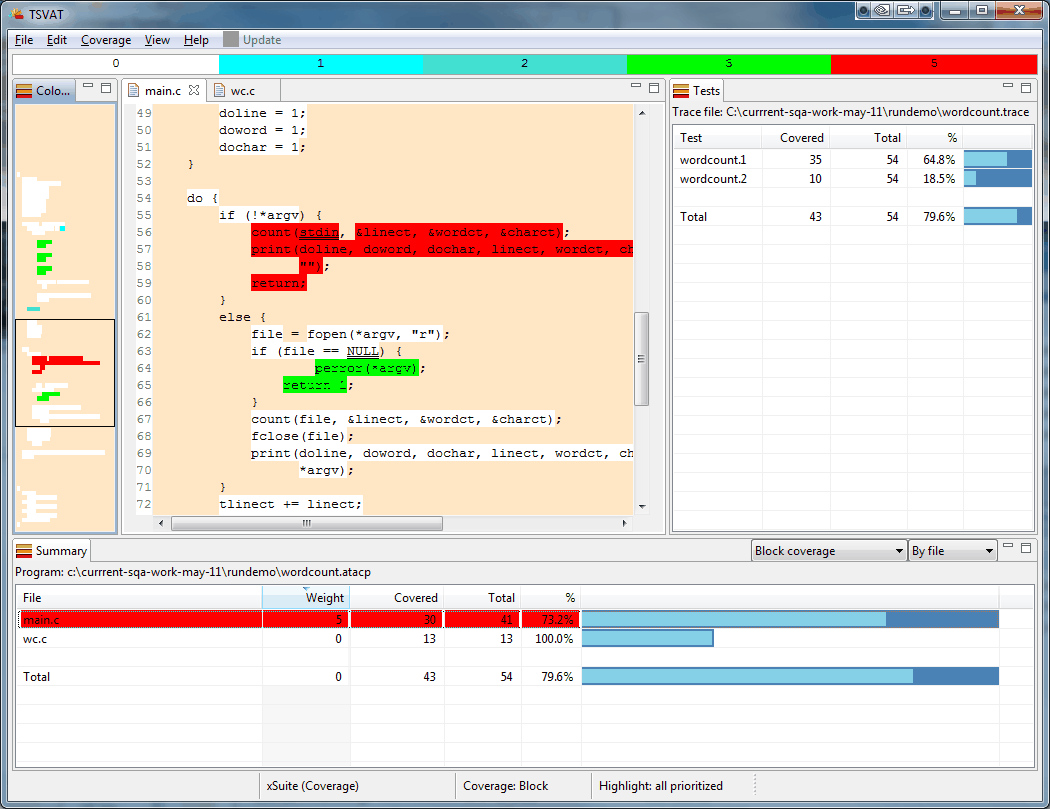 TSVAT
File Edit Coverage View Help Update
0 1 2 3 5
Colo...
main.c wc.c
49 doline = 1;
50 doword = 1;
51 dochar = 1;
52 }
53
54 do {
55 if (!*argv) {
56 count(stdin, &linect, &wordct, &charct);
57 print(doline, doword, dochar, linect, wordct, ch
58 "");
59 return;
60 }
61 else {
62 file = fopen(*argv, "r");
63 if (file == NULL) {
64 perror(*argv);
65 return 1;
66 }
67 count(file, &linect, &wordct, &charct);
68 fclose(file);
69 print(doline, doword, dochar, linect, wordct, ch
70 *argv);
71 }
72 tlinect += linect;
Tests
Trace file: C:\currrent-sqa-work-may-11\rundemo\wordcount.trace
Test Covered Total %
wordcount.1 35 54 64.8%
wordcount.2 10 54 18.5%
Total 43 54 79.6%
Summary
Block coverage By file
Program: c:\currrent-sqa-work-may-11\rundemo\wordcount.atacp
File Weight Covered Total %
main.c 5 30 41 73.2%
wc.c 0 13 13 100.0%
Total 0 43 54 79.6%
xSuite (Coverage) Coverage: Block Highlight: all prioritized